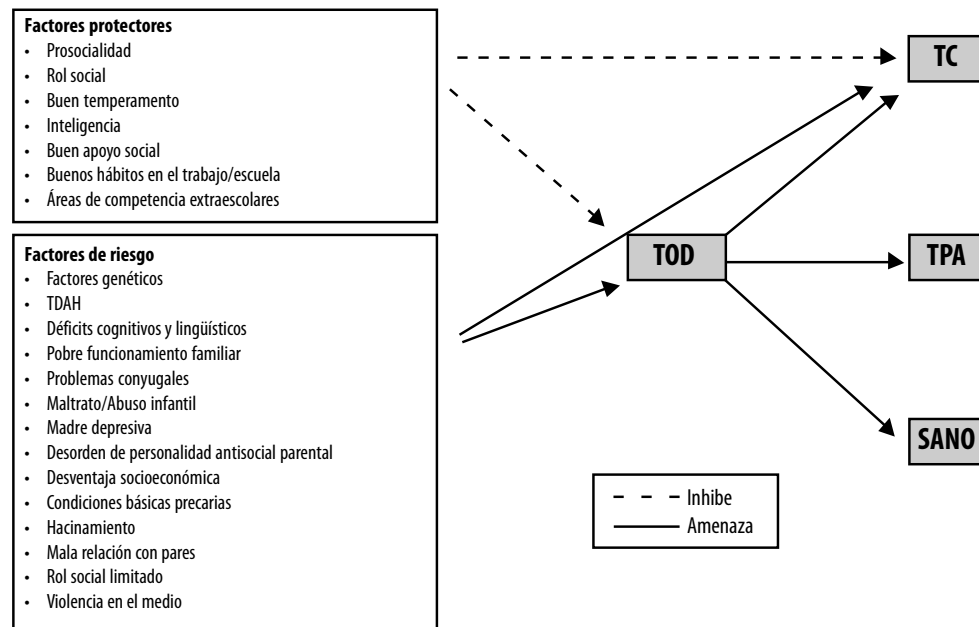 Factores protectores
• Prosocialidad
• Rol social
• Buen temperamento
• Inteligencia
• Buen apoyo social
• Buenos hábitos en el trabajo/escuela
• Áreas de competencia extraescolares
Factores de riesgo
• Factores genéticos
• TDAH
• Déficits cognitivos y lingüísticos
• Pobre funcionamiento familiar
• Problemas conyugales
• Maltrato/Abuso infantil
• Madre depresiva
• Desorden de personalidad antisocial parental
• Desventaja socioeconómica
• Condiciones básicas precarias
• Hacinamiento
• Mala relación con pares
• Rol social limitado
• Violencia en el medio
TOD
TC
TPA
SANO
Inhibe
Amenaza